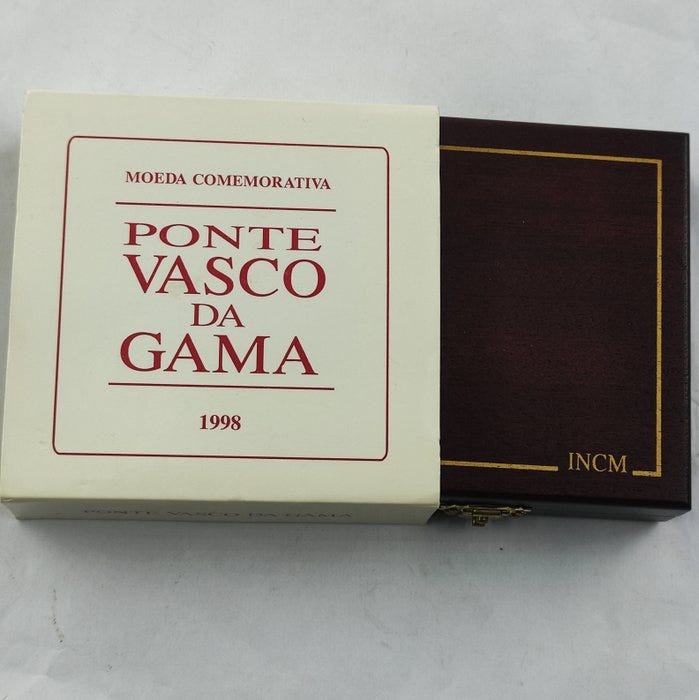 MOEDA COMEMORATIVA
PONTE
VASCO
DA
GAMA
1998
INCM
PONTE VASCO DA GAMA